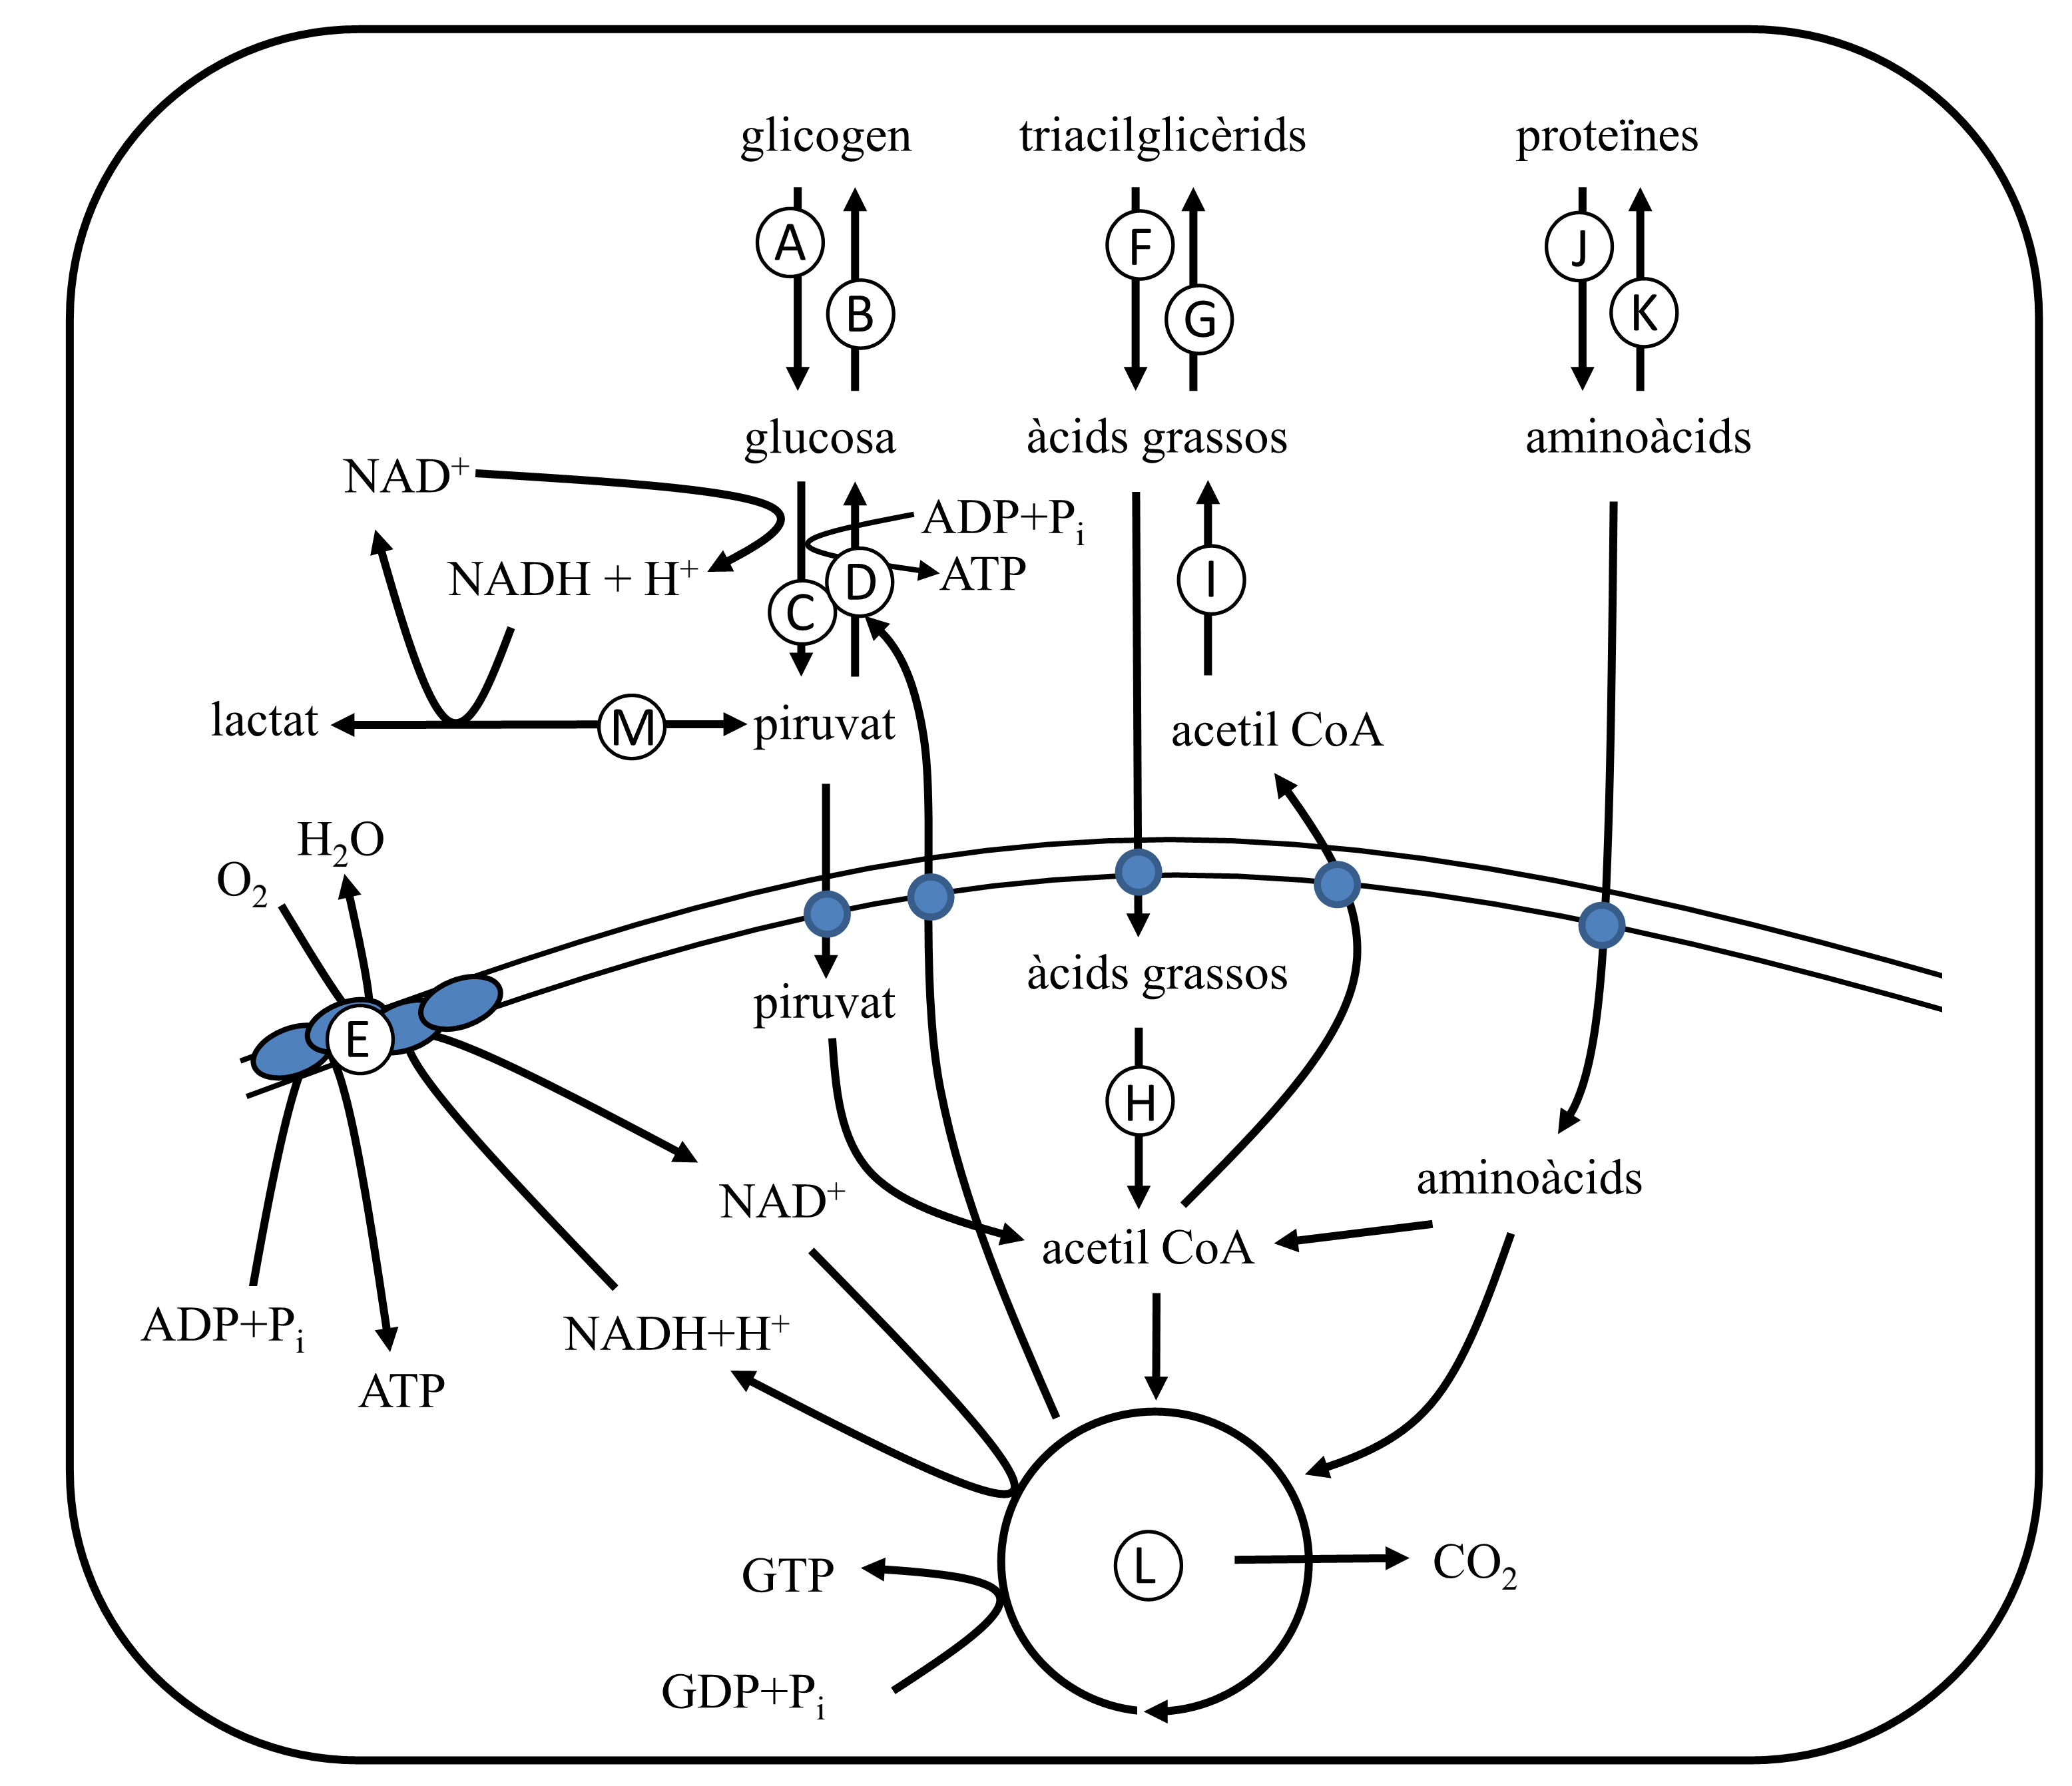 glicogen
triacilglicèrids
proteïnes
A
F
J
B
G
K
glucosa
àcids grassos
aminoàcids
NAD⁺
ADP+Pᵢ
NADH + H⁺
ATP
D
I
C
lactat
M
piruvat
acetil CoA
H₂O
O₂
àcids grassos
piruvat
E
H
NAD⁺
aminoàcids
acetil CoA
ADP+Pᵢ
NADH+H⁺
ATP
GTP
L
CO₂
GDP+Pᵢ